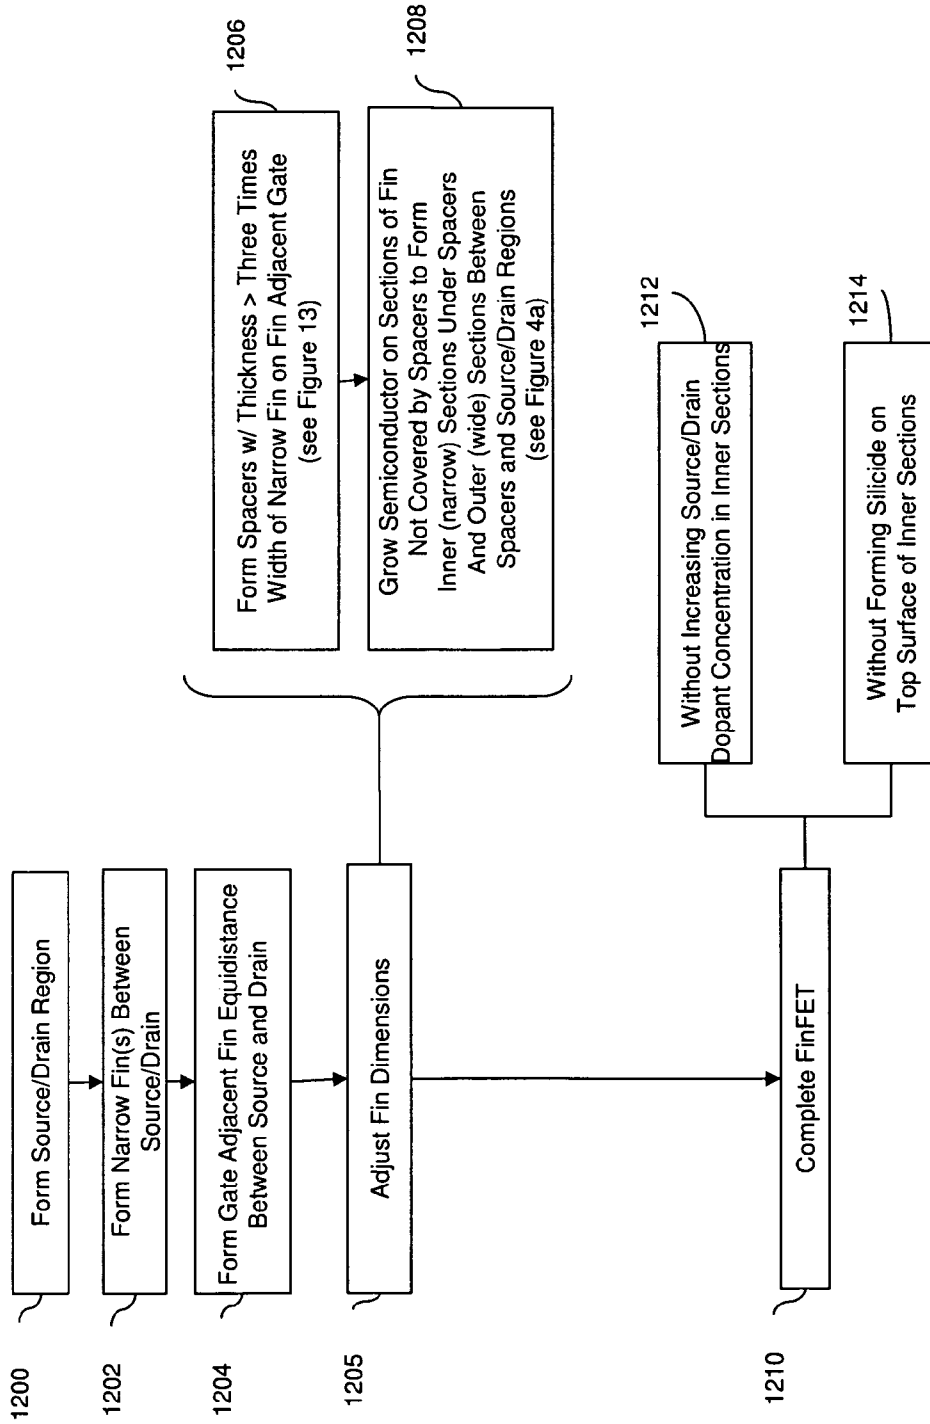 1200
Form Source/Drain Region
1202
Form Narrow Fin(s) Between
Source/Drain
1204
Form Gate Adjacent Fin Equidistance
Between Source and Drain
1205
Adjust Fin Dimensions
1206
Form Spacers w/ Thickness > Three Times
Width of Narrow Fin on Fin Adjacent Gate
(see Figure 13)
1208
Grow Semiconductor on Sections of Fin
Not Covered by Spacers to Form
Inner (narrow) Sections Under Spacers
And Outer (wide) Sections Between
Spacers and Source/Drain Regions
(see Figure 4a)
1210
Complete FinFET
1212
Without Increasing Source/Drain
Dopant Concentration in Inner Sections
1214
Without Forming Silicide on
Top Surface of Inner Sections